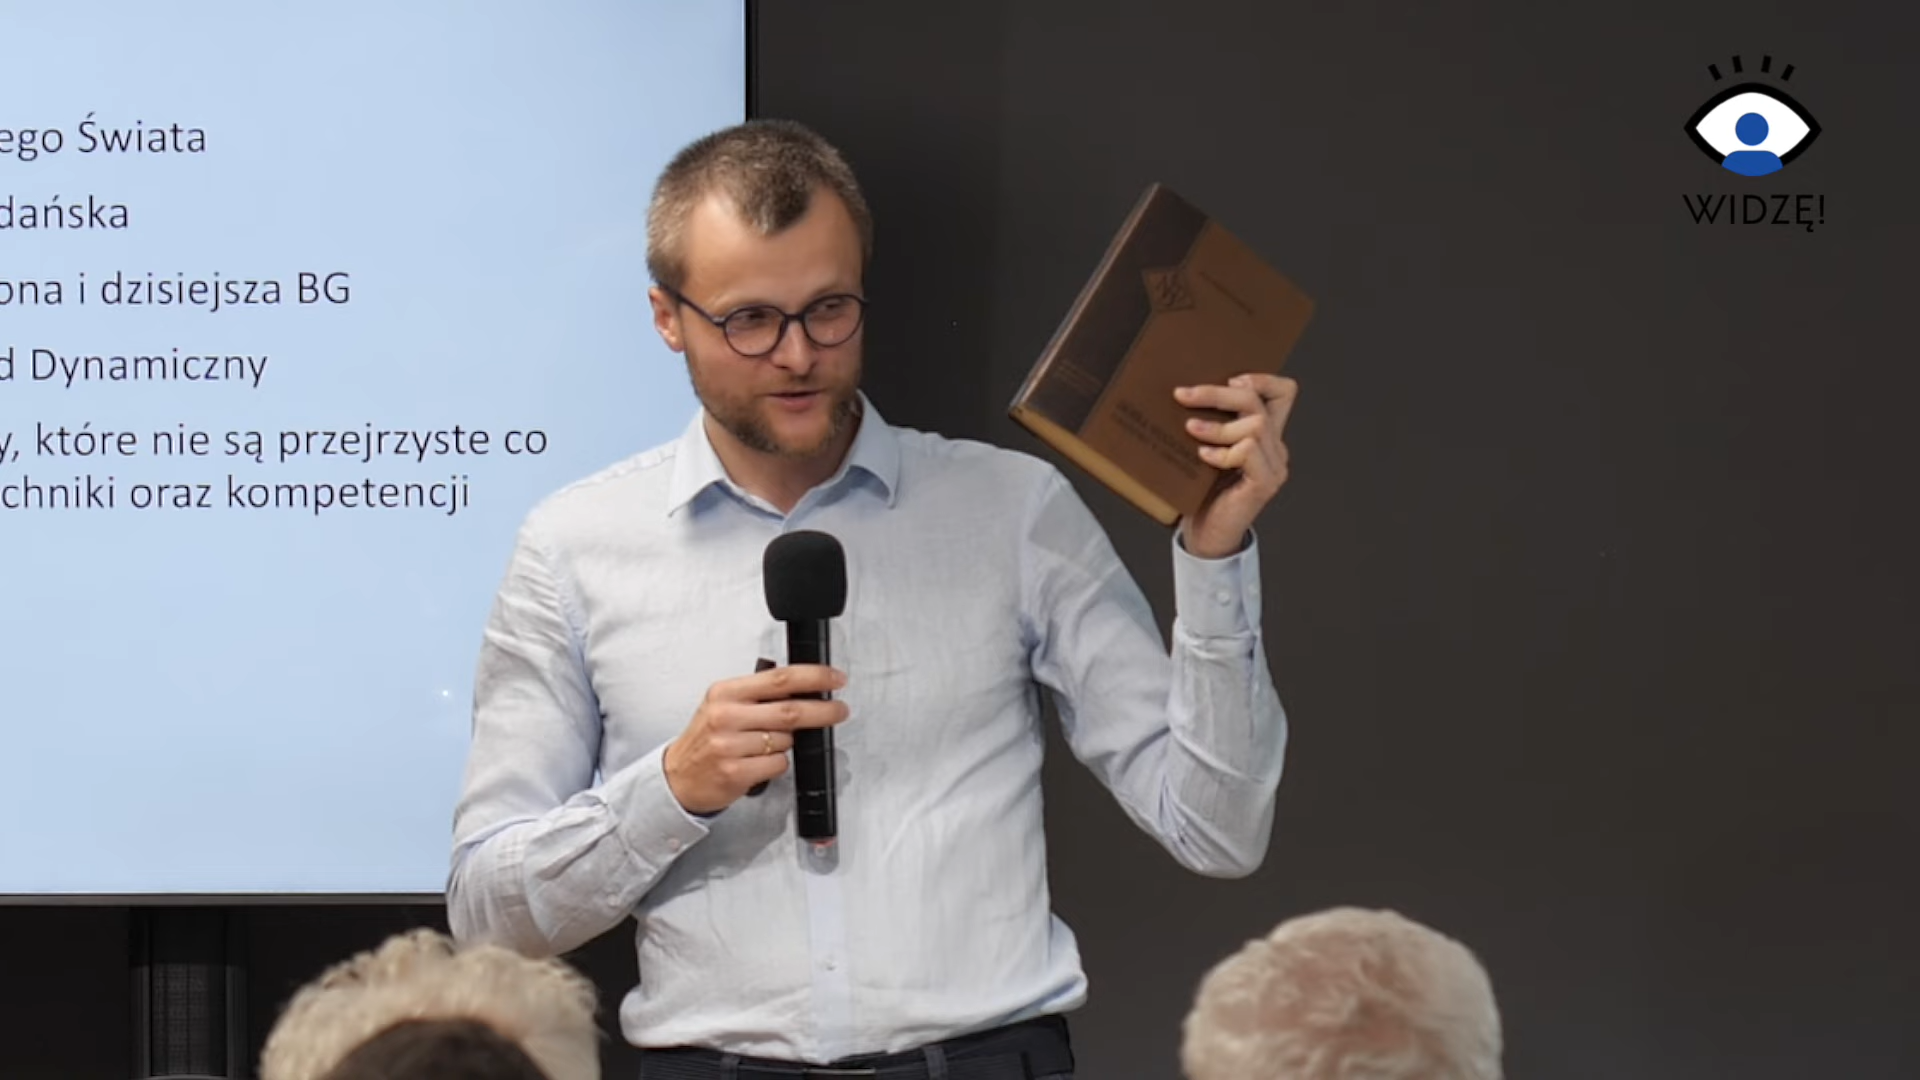 ego Świata
dańska
ona i dzisiejsza BG
d Dynamiczny
y, które nie są przejrzyste co
chniki oraz kompetencji
WIDZĘ!